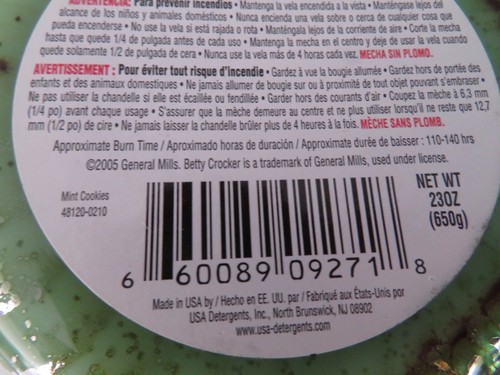 ADVERTENCIA: Para prevenir incendios • Mantenga la vela encendida a la vista • Manténgase lejos del
alcance de los niños y animales domésticos • Nunca encienda una vela sobre o cerca de cualquier cosa que
pueda encenderse • No use la vela si está rajada o rota • Manténgala lejos de la corriente de aire • Corte la mecha
hasta que quede 1/4 de pulgada antes de cada uso • Mantenga la mecha en el centro y deje de usar la vela cuando
quede solamente 1/2 de pulgada de cera • Nunca use la vela más de 4 horas cada vez. MECHA SIN PLOMO.
AVERTISSEMENT : Pour éviter tout risque d'incendie • Gardez à vue la bougie allumée • Gardez hors de portée des
enfants et des animaux domestiques • Ne jamais allumer de bougie sur ou à proximité de tout objet pouvant s'embraser •
Ne pas utiliser la chandelle si elle est écaillée ou fendillée • Garder hors des courants d'air • Coupez la mèche à 6,3 mm
(1/4 po) avant chaque usage • S'assurer que la mèche demeure au centre et ne plus utiliser lorsqu'il ne reste que 12,7
mm (1/2 po) de cire • Ne jamais laisser la chandelle brûler plus de 4 heures à la fois. MÈCHE SANS PLOMB.
Approximate Burn Time / Aproximado horas de duración / Approximative durée de baisser : 110-140 hrs
©2005 General Mills. Betty Crocker is a trademark of General Mills, used under license.
Mint Cookies
48120-0210
NET WT
23OZ
(650g)
6 60089 09271 8
Made in USA by / Hecho en EE. UU. par / Fabriqué aux États-Unis por
USA Detergents, Inc., North Brunswick, NJ 08902
www.usa-detergents.com